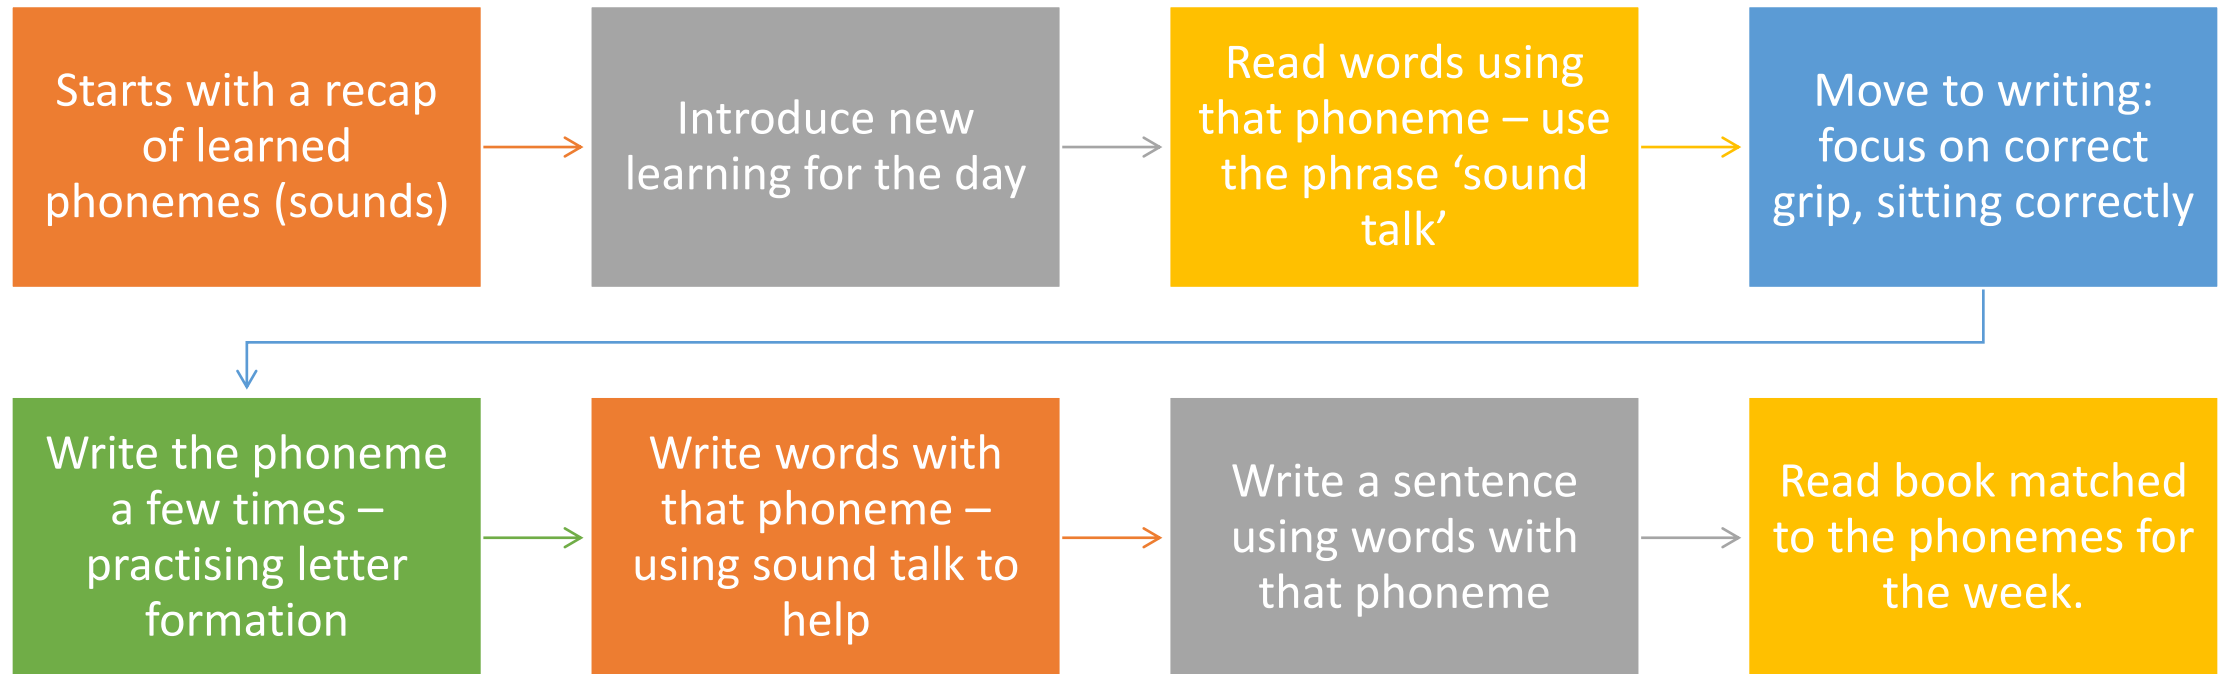 Starts with a recap
of learned
phonemes (sounds)
Introduce new
learning for the day
Read words using
that phoneme – use
the phrase ‘sound
talk’
Move to writing:
focus on correct
grip, sitting correctly
Write the phoneme
a few times –
practising letter
formation
Write words with
that phoneme –
using sound talk to
help
Write a sentence
using words with
that phoneme
Read book matched
to the phonemes for
the week.